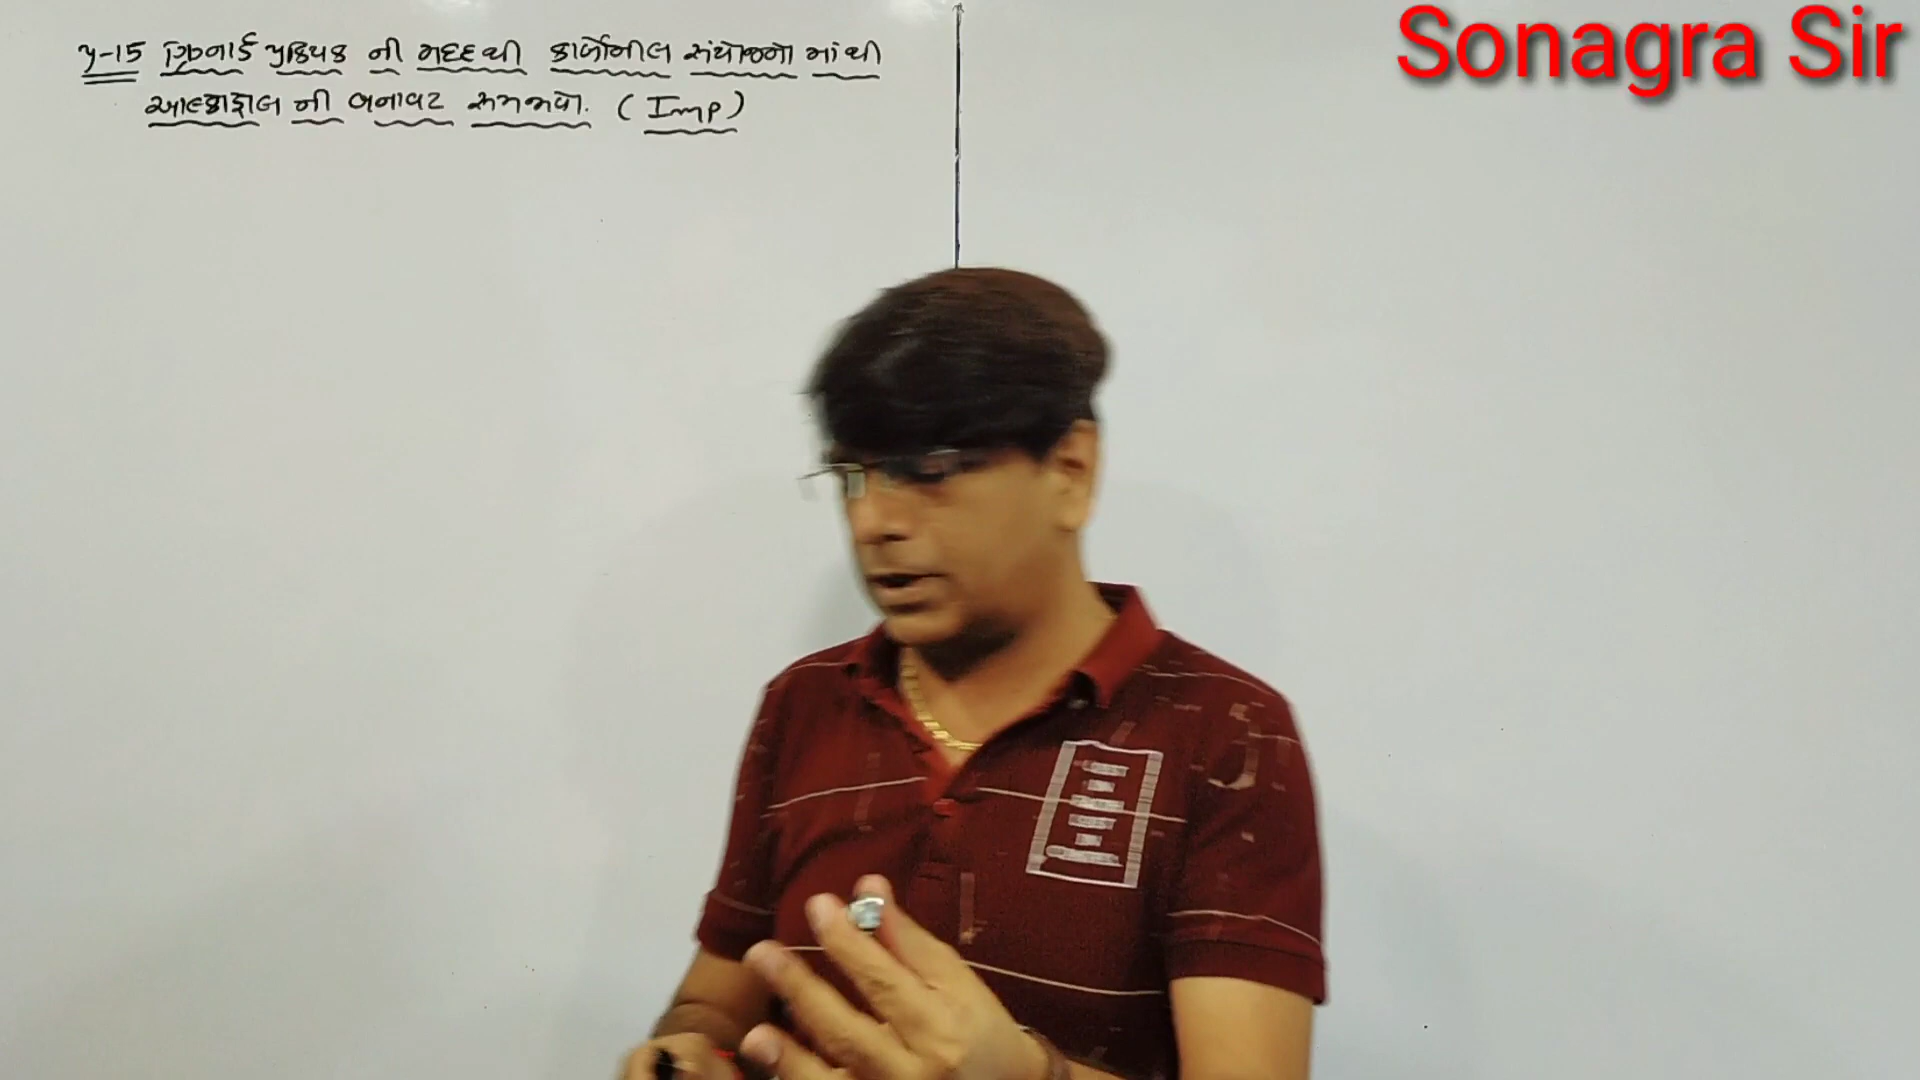 પ્ર-15 ગ્રિગ્નાર્ડ પ્રક્રિયક ની મદદથી કાર્બોનીલ સંયોજનો માંથી
આલ્કોહોલ ની બનાવટ સમજાવો. (Imp)
Sonagra Sir